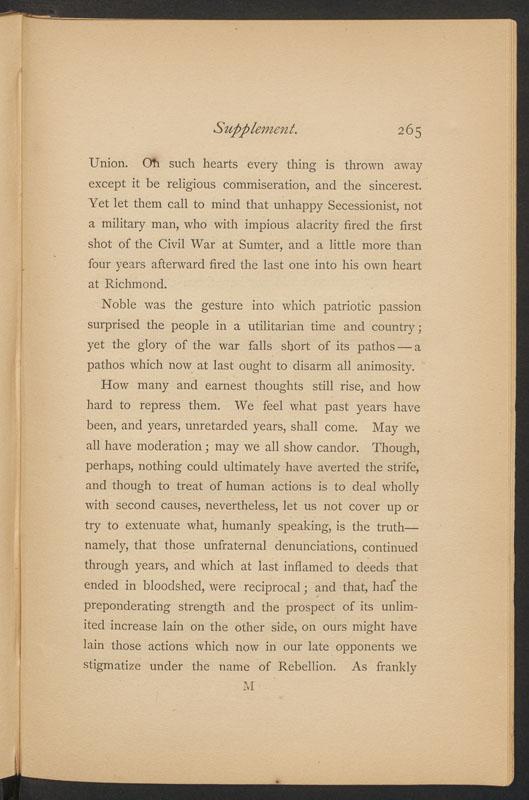 Supplement. 265
Union. On such hearts every thing is thrown away
except it be religious commiseration, and the sincerest.
Yet let them call to mind that unhappy Secessionist, not
a military man, who with impious alacrity fired the first
shot of the Civil War at Sumter, and a little more than
four years afterward fired the last one into his own heart
at Richmond.
Noble was the gesture into which patriotic passion
surprised the people in a utilitarian time and country;
yet the glory of the war falls short of its pathos—a
pathos which now at last ought to disarm all animosity.
How many and earnest thoughts still rise, and how
hard to repress them. We feel what past years have
been, and years, unretarded years, shall come. May we
all have moderation; may we all show candor. Though,
perhaps, nothing could ultimately have averted the strife,
and though to treat of human actions is to deal wholly
with second causes, nevertheless, let us not cover up or
try to extenuate what, humanly speaking, is the truth—
namely, that those unfraternal denunciations, continued
through years, and which at last inflamed to deeds that
ended in bloodshed, were reciprocal; and that, had the
preponderating strength and the prospect of its unlim-
ited increase lain on the other side, on ours might have
lain those actions which now in our late opponents we
stigmatize under the name of Rebellion. As frankly
M